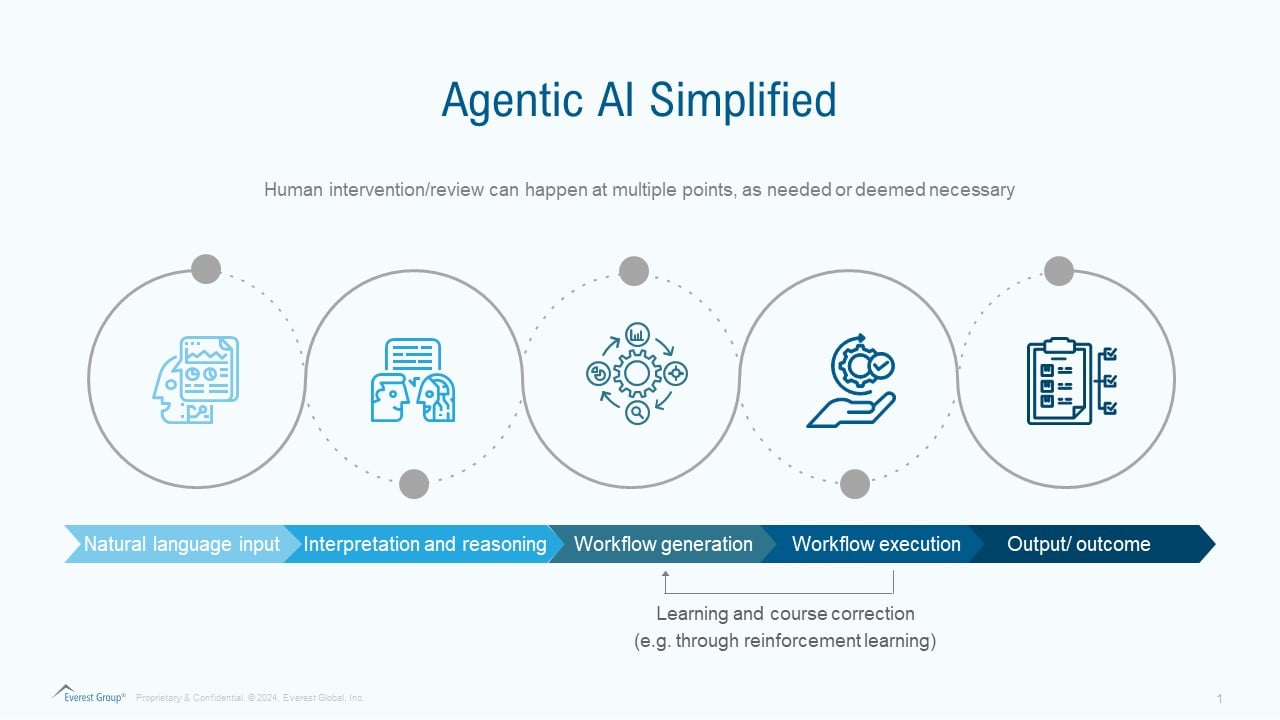 Agentic AI Simplified
Human intervention/review can happen at multiple points, as needed or deemed necessary
Natural language input
Interpretation and reasoning
Workflow generation
Workflow execution
Output/ outcome
Learning and course correction
(e.g. through reinforcement learning)
Everest Group®
Proprietary & Confidential. © 2024, Everest Global, Inc.
1